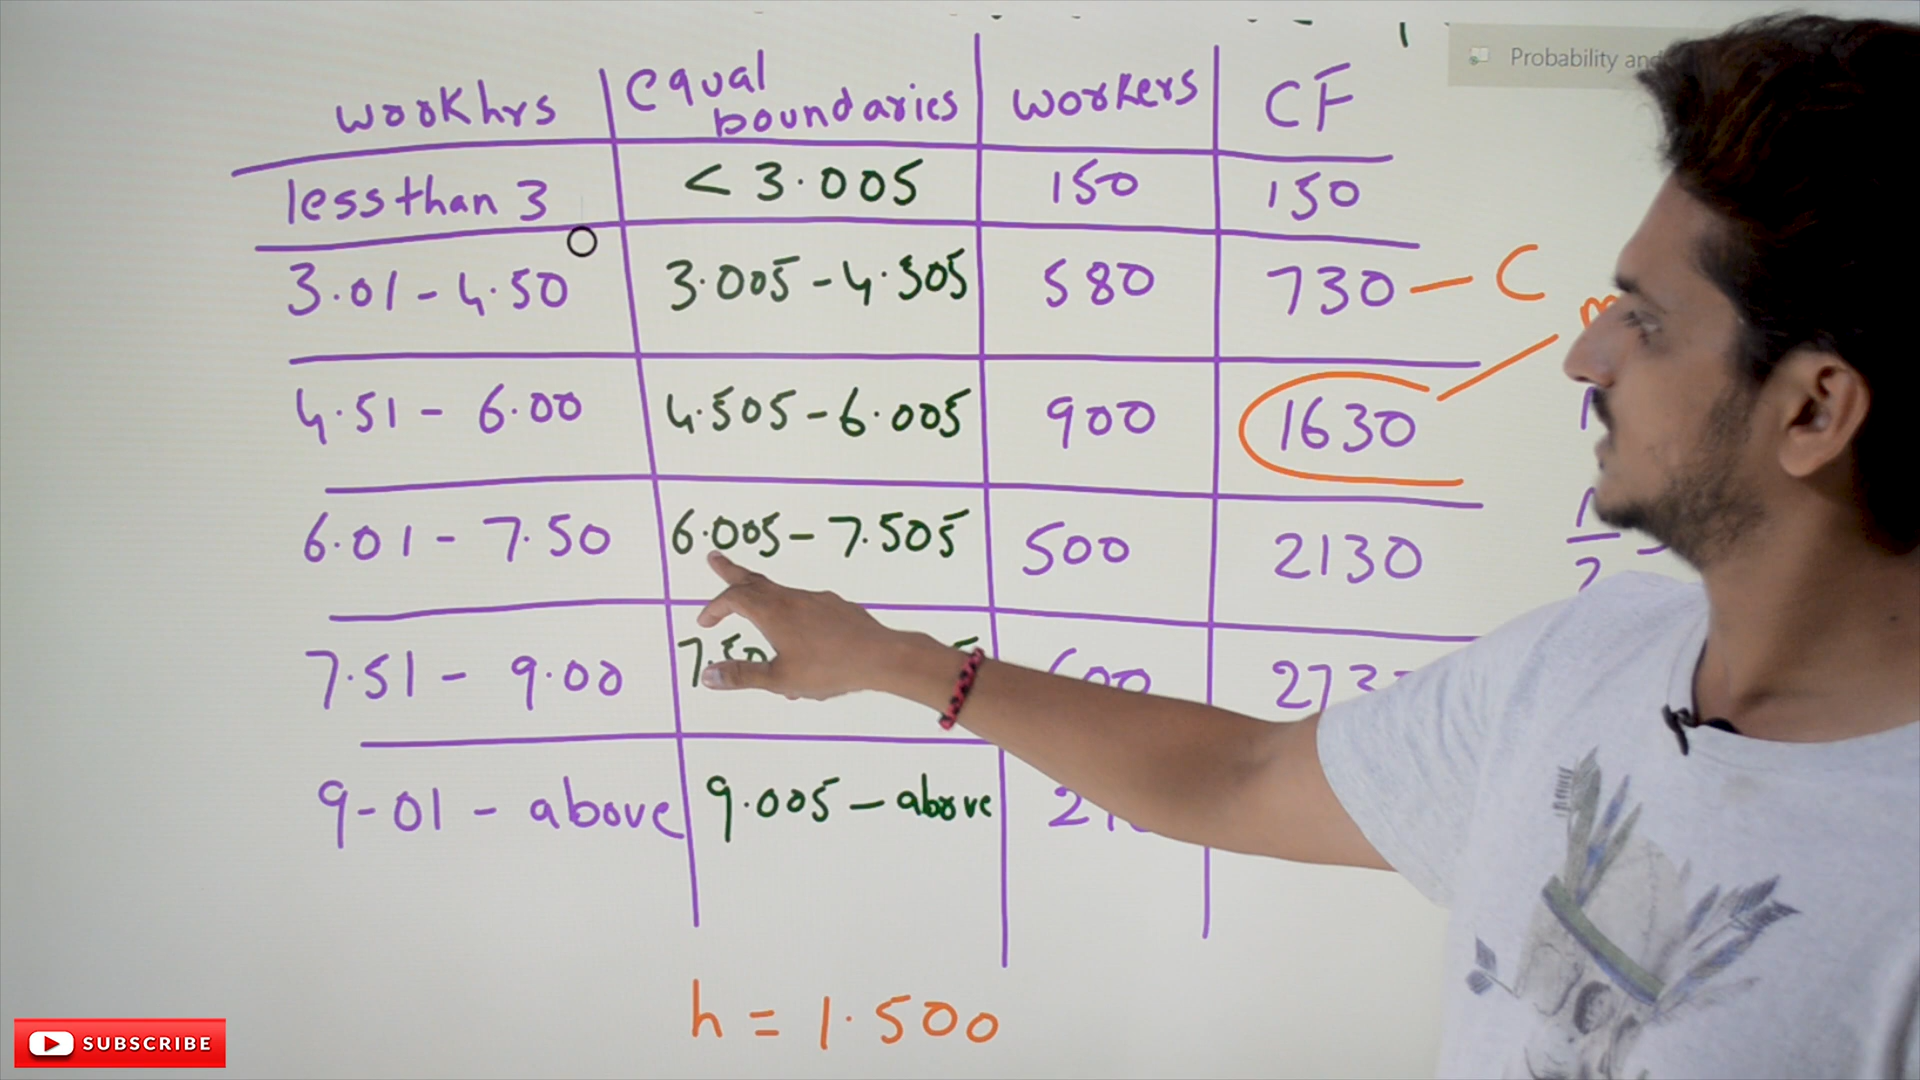 Probability and
wookhrs equal boundaries workers CF
less than 3 < 3.005 150 150
3.01 - 4.50 3.005 - 4.505 580 730 - C
4.51 - 6.00 4.505 - 6.005 900 1630
6.01 - 7.50 6.005 - 7.505 500 2130
7.51 - 9.00
9-01 - above 9.005 - above
h = 1.500
SUBSCRIBE